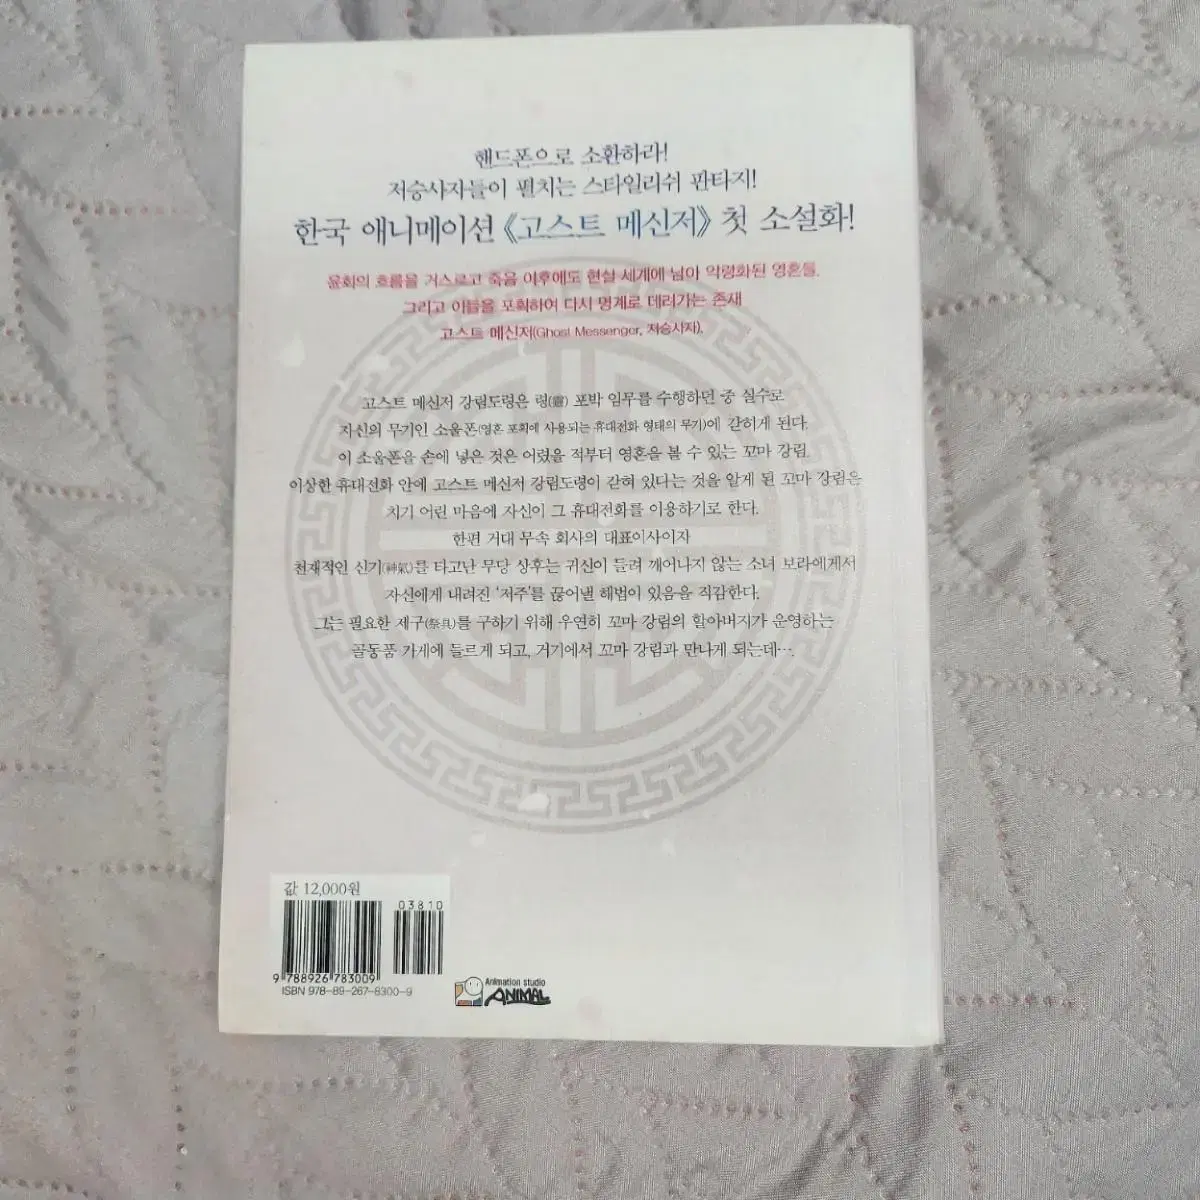 핸드폰으로 소환하라!
저승사자들이 펼치는 스타일리쉬 판타지!
한국 애니메이션 《고스트 메신저》 첫 소설화!
윤회의 흐름을 거스르고 죽음 이후에도 현실 세계에 남아 악령화된 영혼들.
그리고 이들을 포획하여 다시 명계로 데려가는 존재
고스트 메신저(Ghost Messenger, 저승사자).
고스트 메신저 강림도령은 령(靈) 포박 임무를 수행하던 중 실수로
자신의 무기인 소울폰(영혼 포획에 사용되는 휴대전화 형태의 무기)에 갇히게 된다.
이 소울폰을 손에 넣은 것은 어렸을 적부터 영혼을 볼 수 있는 꼬마 강림.
이상한 휴대전화 안에 고스트 메신저 강림도령이 갇혀 있다는 것을 알게 된 꼬마 강림은
치기 어린 마음에 자신이 그 휴대전화를 이용하기로 한다.
한편 거대 무속 회사의 대표이사이자
천재적인 신기(神氣)를 타고난 무당 상후는 귀신이 들려 깨어나지 않는 소녀 보라에게서
자신에게 내려진 '저주'를 끊어낼 해법이 있음을 직감한다.
그는 필요한 제구(祭具)를 구하기 위해 우연히 꼬마 강림의 할아버지가 운영하는
골동품 가게에 들르게 되고, 거기에서 꼬마 강림과 만나게 되는데….
값 12,000원
03810
9 788926 783009
ISBN 978-89-267-8300-9
Animation studio
ANIMAL